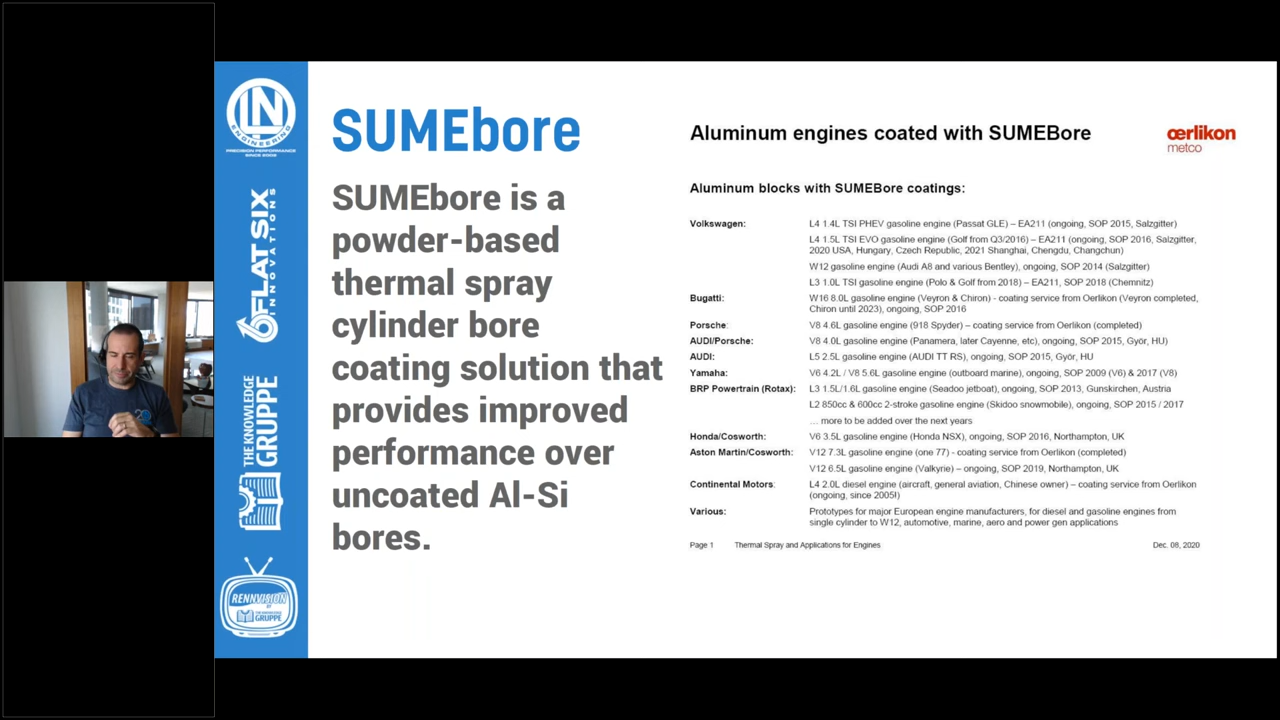 LN
ENGINEERING
PRECISION PERFORMANCE
SINCE 2003
FLAT SIX
INNOVATIONS
THE KNOWLEDGE
GRUPPE
RENNVISION
BY
THE KNOWLEDGE
GRUPPE
SUMEbore
SUMEbore is a
powder-based
thermal spray
cylinder bore
coating solution that
provides improved
performance over
uncoated Al-Si
bores.
Aluminum engines coated with SUMEBore
œrlikon
metco
Aluminum blocks with SUMEBore coatings:
Volkswagen: L4 1.4L TSI PHEV gasoline engine (Passat GLE) – EA211 (ongoing, SOP 2015, Salzgitter)
L4 1.5L TSI EVO gasoline engine (Golf from Q3/2016) – EA211 (ongoing, SOP 2016, Salzgitter,
2020 USA, Hungary, Czech Republic, 2021 Shanghai, Chengdu, Changchun)
W12 gasoline engine (Audi A8 and various Bentley), ongoing, SOP 2014 (Salzgitter)
L3 1.0L TSI gasoline engine (Polo & Golf from 2018) – EA211, SOP 2018 (Chemnitz)
Bugatti: W16 8.0L gasoline engine (Veyron & Chiron) - coating service from Oerlikon (Veyron completed,
Chiron until 2023), ongoing, SOP 2016
Porsche: V8 4.6L gasoline engine (918 Spyder) – coating service from Oerlikon (completed)
AUDI/Porsche: V8 4.0L gasoline engine (Panamera, later Cayenne, etc), ongoing, SOP 2015, Györ, HU)
AUDI: L5 2.5L gasoline engine (AUDI TT RS), ongoing, SOP 2015, Györ, HU
Yamaha: V6 4.2L / V8 5.6L gasoline engine (outboard marine), ongoing, SOP 2009 (V6) & 2017 (V8)
BRP Powertrain (Rotax): L3 1.5L/1.6L gasoline engine (Seadoo jetboat), ongoing, SOP 2013, Gunskirchen, Austria
L2 850cc & 600cc 2-stroke gasoline engine (Skidoo snowmobile), ongoing, SOP 2015 / 2017
… more to be added over the next years
Honda/Cosworth: V6 3.5L gasoline engine (Honda NSX), ongoing, SOP 2016, Northampton, UK
Aston Martin/Cosworth: V12 7.3L gasoline engine (one 77) - coating service from Oerlikon (completed)
V12 6.5L gasoline engine (Valkyrie) – ongoing, SOP 2019, Northampton, UK
Continental Motors: L4 2.0L diesel engine (aircraft, general aviation, Chinese owner) – coating service from Oerlikon
(ongoing, since 2005!)
Various: Prototypes for major European engine manufacturers, for diesel and gasoline engines from
single cylinder to W12, automotive, marine, aero and power gen applications
Page 1 Thermal Spray and Applications for Engines Dec. 08, 2020